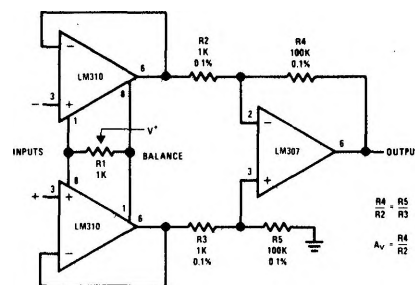 R2
1K
0.1%
R4
100K
0.1%
6
−
LM310
8
− 3
+
1
V+
2
−
LM307
6
OUTPUT
INPUTS
R1
1K
BALANCE
3
+
8
+ 3
+
1
LM310
6
−
R3
1K
0.1%
R5
100K
0.1%
R4/R2 = R5/R3
AV = R4/R2